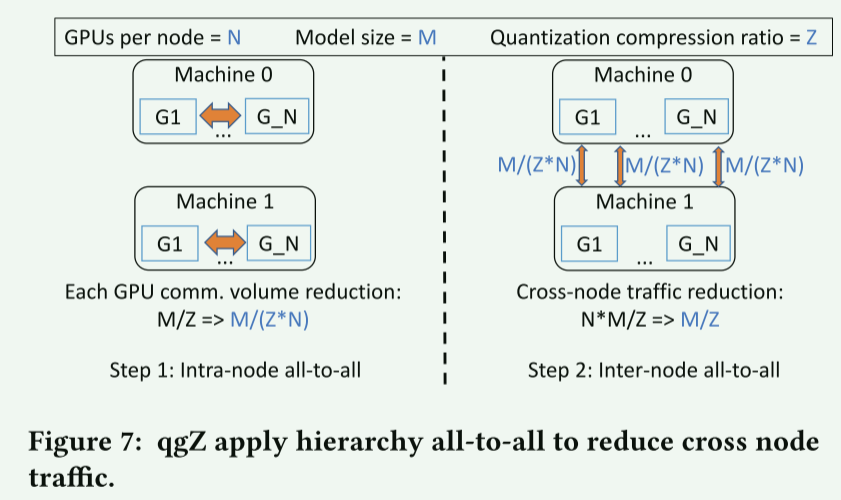 GPUs per node = N Model size = M Quantization compression ratio = Z
Machine 0
G1 G_N
...
Machine 1
G1 G_N
...
Each GPU comm. volume reduction:
M/Z => M/(Z*N)
Step 1: Intra-node all-to-all
Machine 0
G1 ... G_N
M/(Z*N) M/(Z*N) M/(Z*N)
Machine 1
G1 ... G_N
Cross-node traffic reduction:
N*M/Z => M/Z
Step 2: Inter-node all-to-all
Figure 7: qgZ apply hierarchy all-to-all to reduce cross node
traffic.